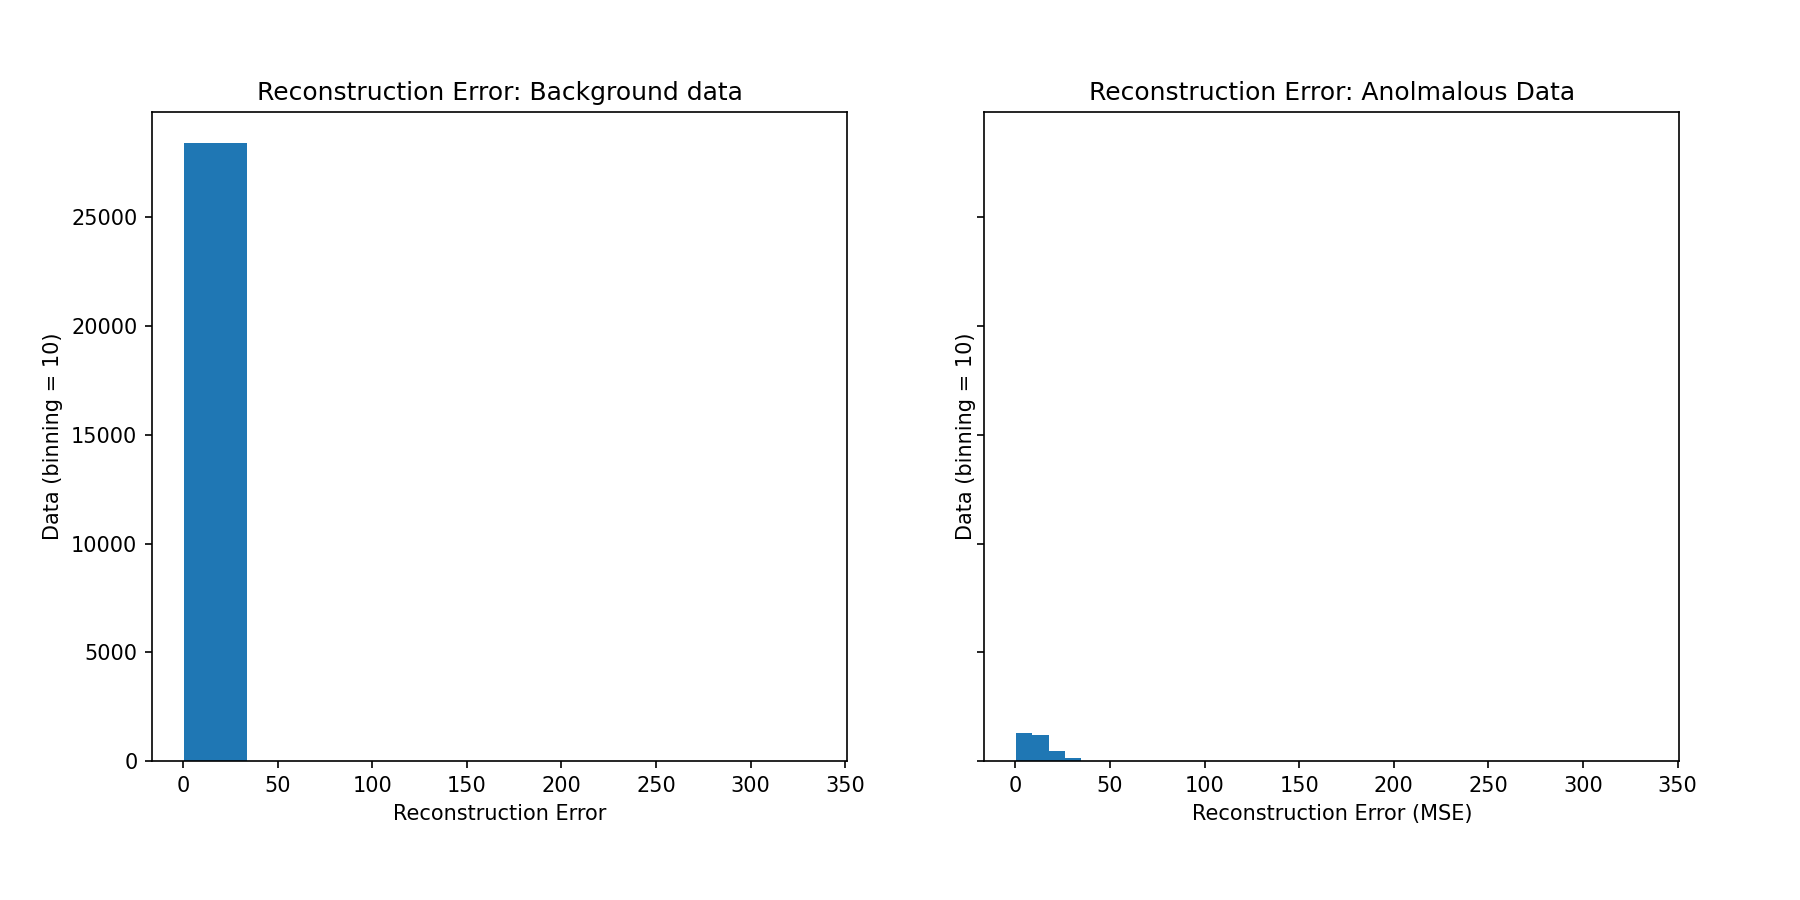 Reconstruction Error: Background data
Data (binning = 10)
25000
20000
15000
10000
5000
0
0 50 100 150 200 250 300 350
Reconstruction Error
Reconstruction Error: Anolmalous Data
Data (binning = 10)
0 50 100 150 200 250 300 350
Reconstruction Error (MSE)